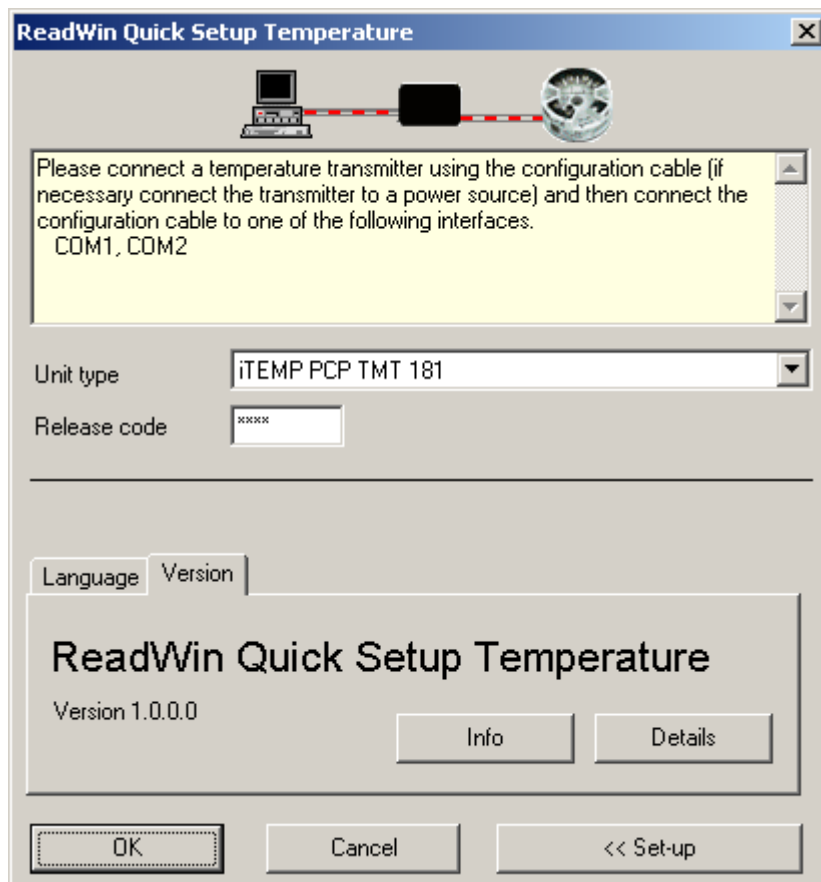 ReadWin Quick Setup Temperature
Please connect a temperature transmitter using the configuration cable (if
necessary connect the transmitter to a power source) and then connect the
configuration cable to one of the following interfaces.
COM1, COM2
Unit type
iTEMP PCP TMT 181
Release code
****
Language
Version
ReadWin Quick Setup Temperature
Version 1.0.0.0
Info
Details
OK
Cancel
<< Set-up